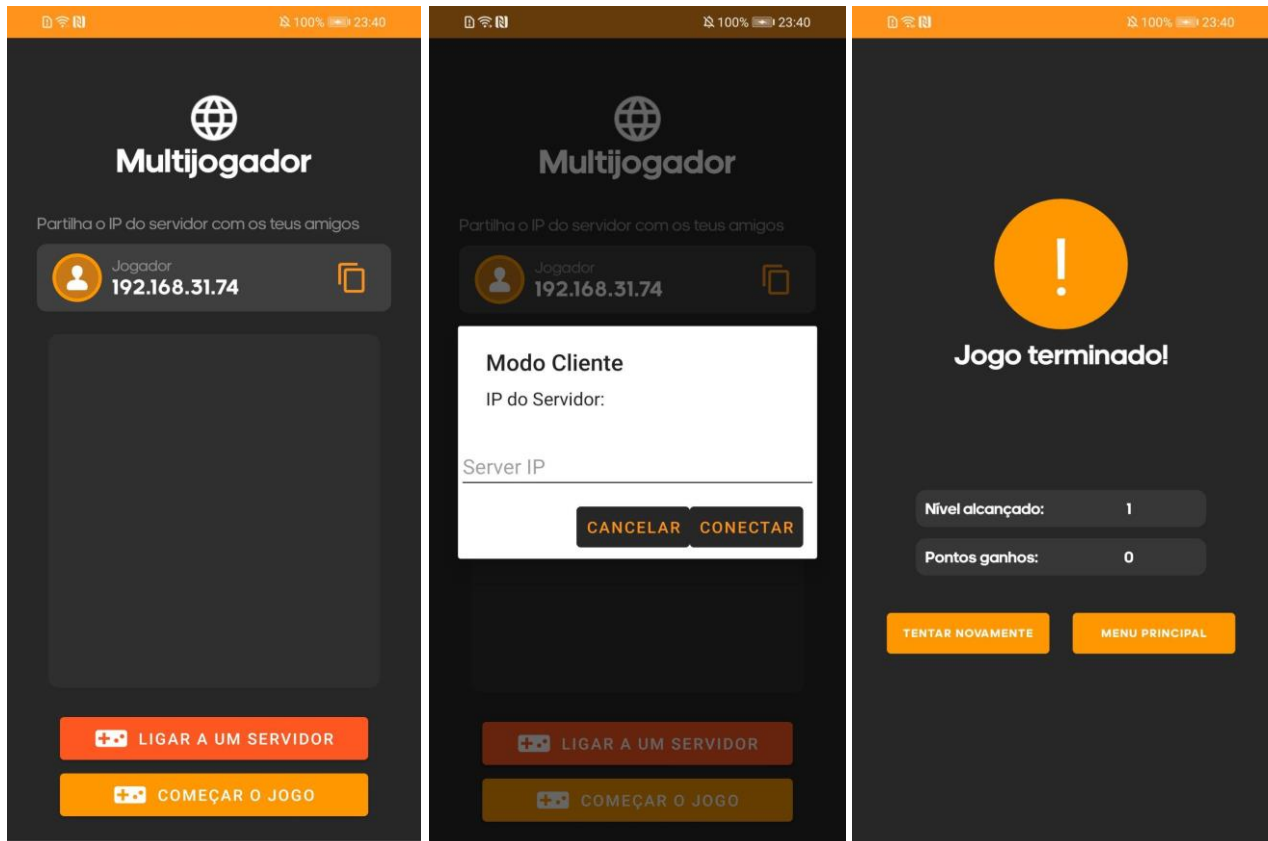 100% 23:40
Multijogador
Partilha o IP do servidor com os teus amigos
Jogador
192.168.31.74
LIGAR A UM SERVIDOR
COMEÇAR O JOGO
100% 23:40
Multijogador
Partilha o IP do servidor com os teus amigos
Jogador
192.168.31.74
Modo Cliente
IP do Servidor:
Server IP
CANCELAR CONECTAR
LIGAR A UM SERVIDOR
COMEÇAR O JOGO
100% 23:40
!
Jogo terminado!
Nível alcançado: 1
Pontos ganhos: 0
TENTAR NOVAMENTE MENU PRINCIPAL